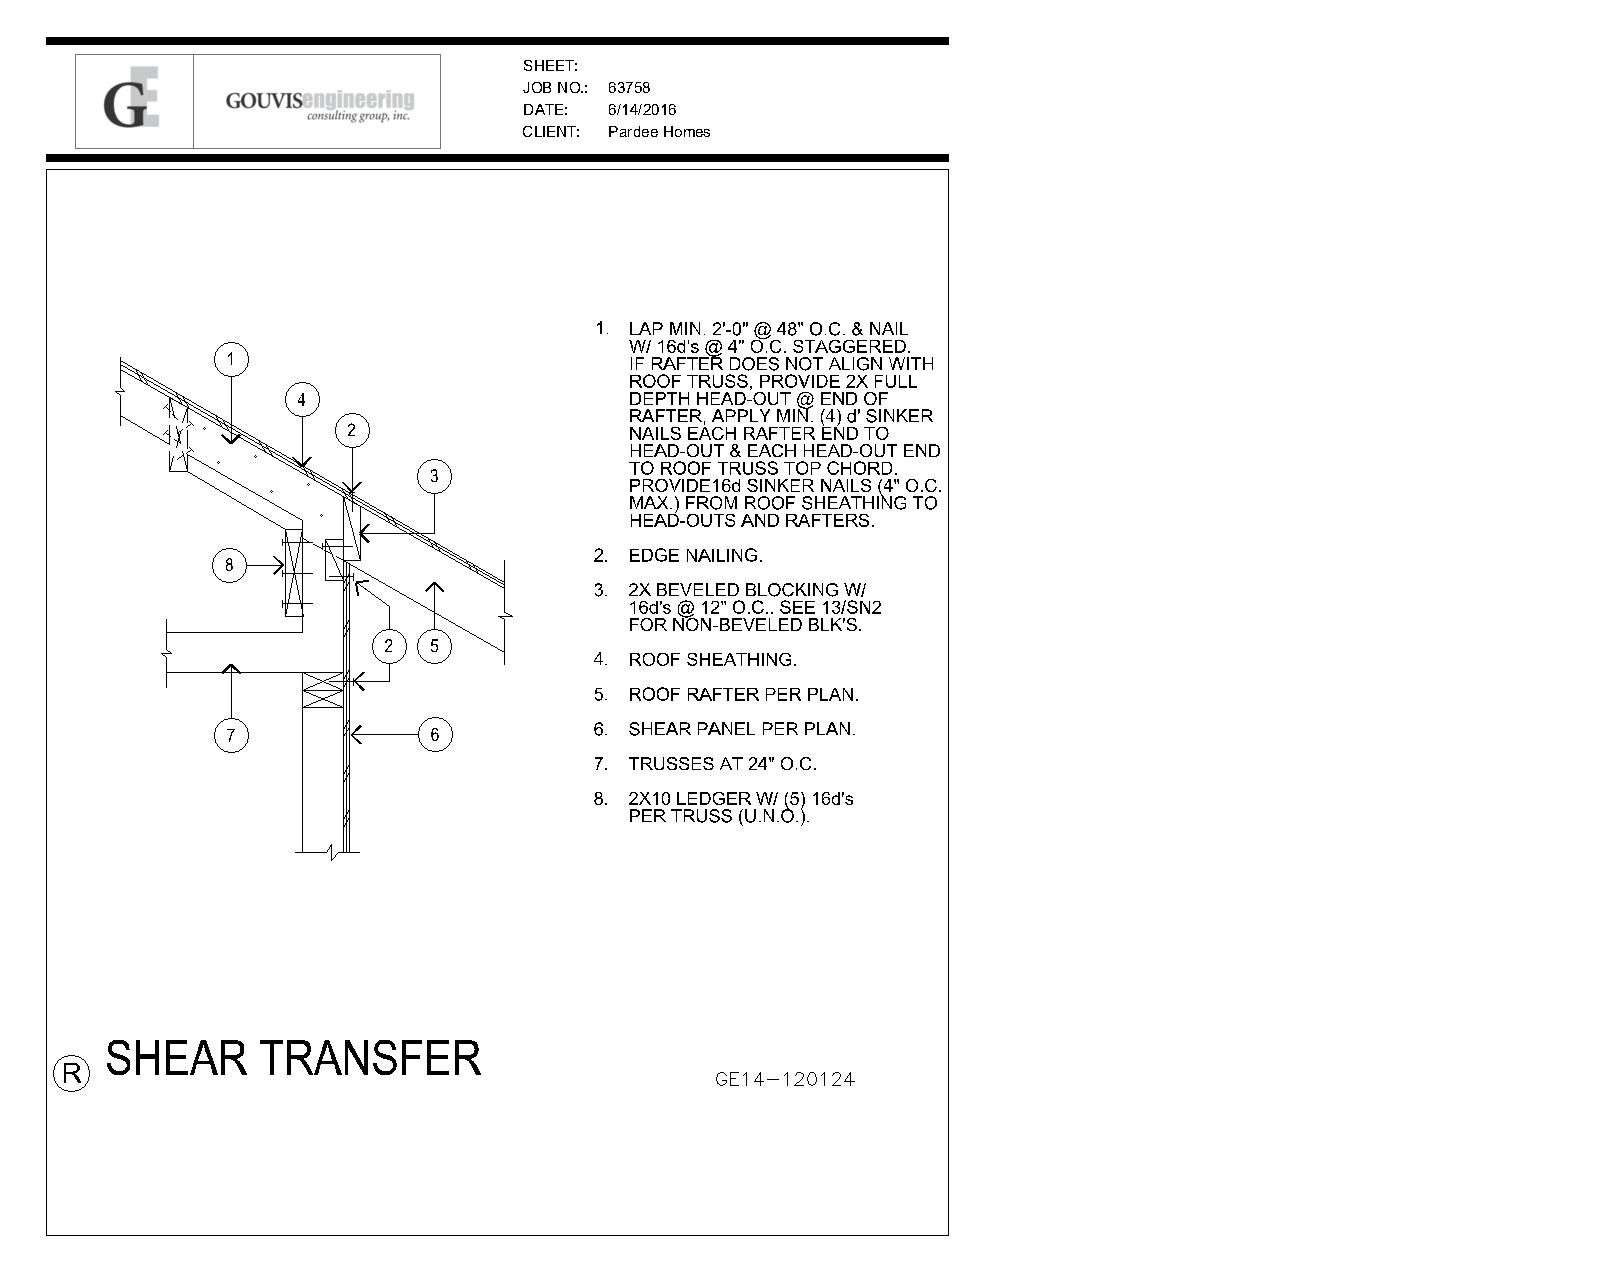 GE
GOUVISengineering
consulting group, inc.
SHEET:
JOB NO.: 63758
DATE: 6/14/2016
CLIENT: Pardee Homes
1
4
2
3
8
2
5
7
6
1. LAP MIN. 2'-0" @ 48" O.C. & NAIL
W/ 16d's @ 4" O.C. STAGGERED.
IF RAFTER DOES NOT ALIGN WITH
ROOF TRUSS, PROVIDE 2X FULL
DEPTH HEAD-OUT @ END OF
RAFTER, APPLY MIN. (4) d' SINKER
NAILS EACH RAFTER END TO
HEAD-OUT & EACH HEAD-OUT END
TO ROOF TRUSS TOP CHORD.
PROVIDE16d SINKER NAILS (4" O.C.
MAX.) FROM ROOF SHEATHING TO
HEAD-OUTS AND RAFTERS.
2. EDGE NAILING.
3. 2X BEVELED BLOCKING W/
16d's @ 12" O.C.. SEE 13/SN2
FOR NON-BEVELED BLK'S.
4. ROOF SHEATHING.
5. ROOF RAFTER PER PLAN.
6. SHEAR PANEL PER PLAN.
7. TRUSSES AT 24" O.C.
8. 2X10 LEDGER W/ (5) 16d's
PER TRUSS (U.N.O.).
R SHEAR TRANSFER
GE14-120124